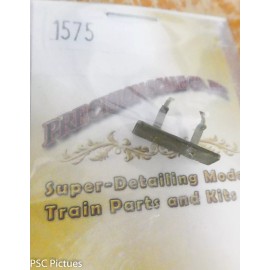 1575
Super-Detailing Mode
Train Parts and Kits
PSC Pictues